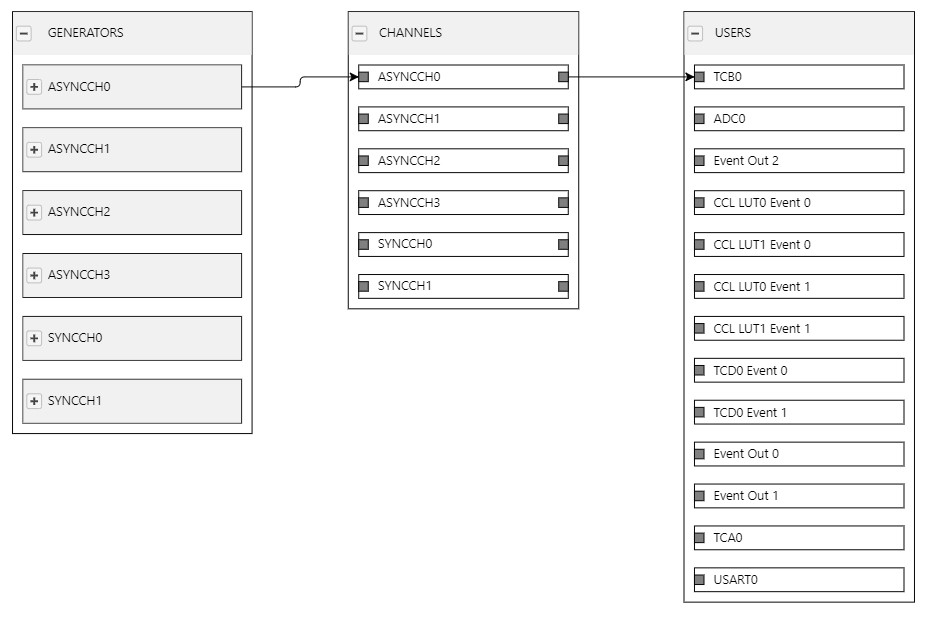 GENERATORS
ASYNCCH0
ASYNCCH1
ASYNCCH2
ASYNCCH3
SYNCCH0
SYNCCH1
CHANNELS
ASYNCCH0
ASYNCCH1
ASYNCCH2
ASYNCCH3
SYNCCH0
SYNCCH1
USERS
TCB0
ADC0
Event Out 2
CCL LUT0 Event 0
CCL LUT1 Event 0
CCL LUT0 Event 1
CCL LUT1 Event 1
TCD0 Event 0
TCD0 Event 1
Event Out 0
Event Out 1
TCA0
USART0